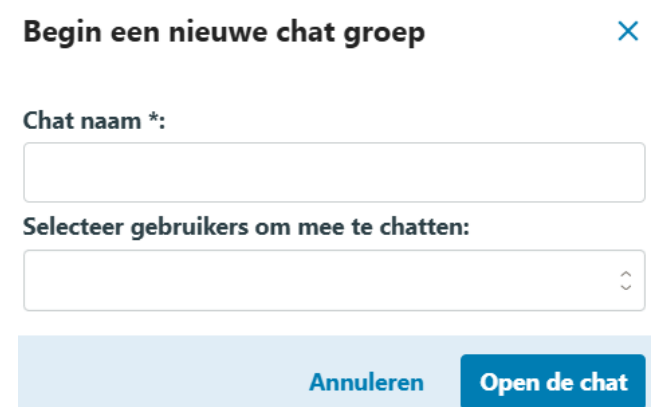 Begin een nieuwe chat groep
Chat naam *:
Selecteer gebruikers om mee te chatten:
Annuleren
Open de chat